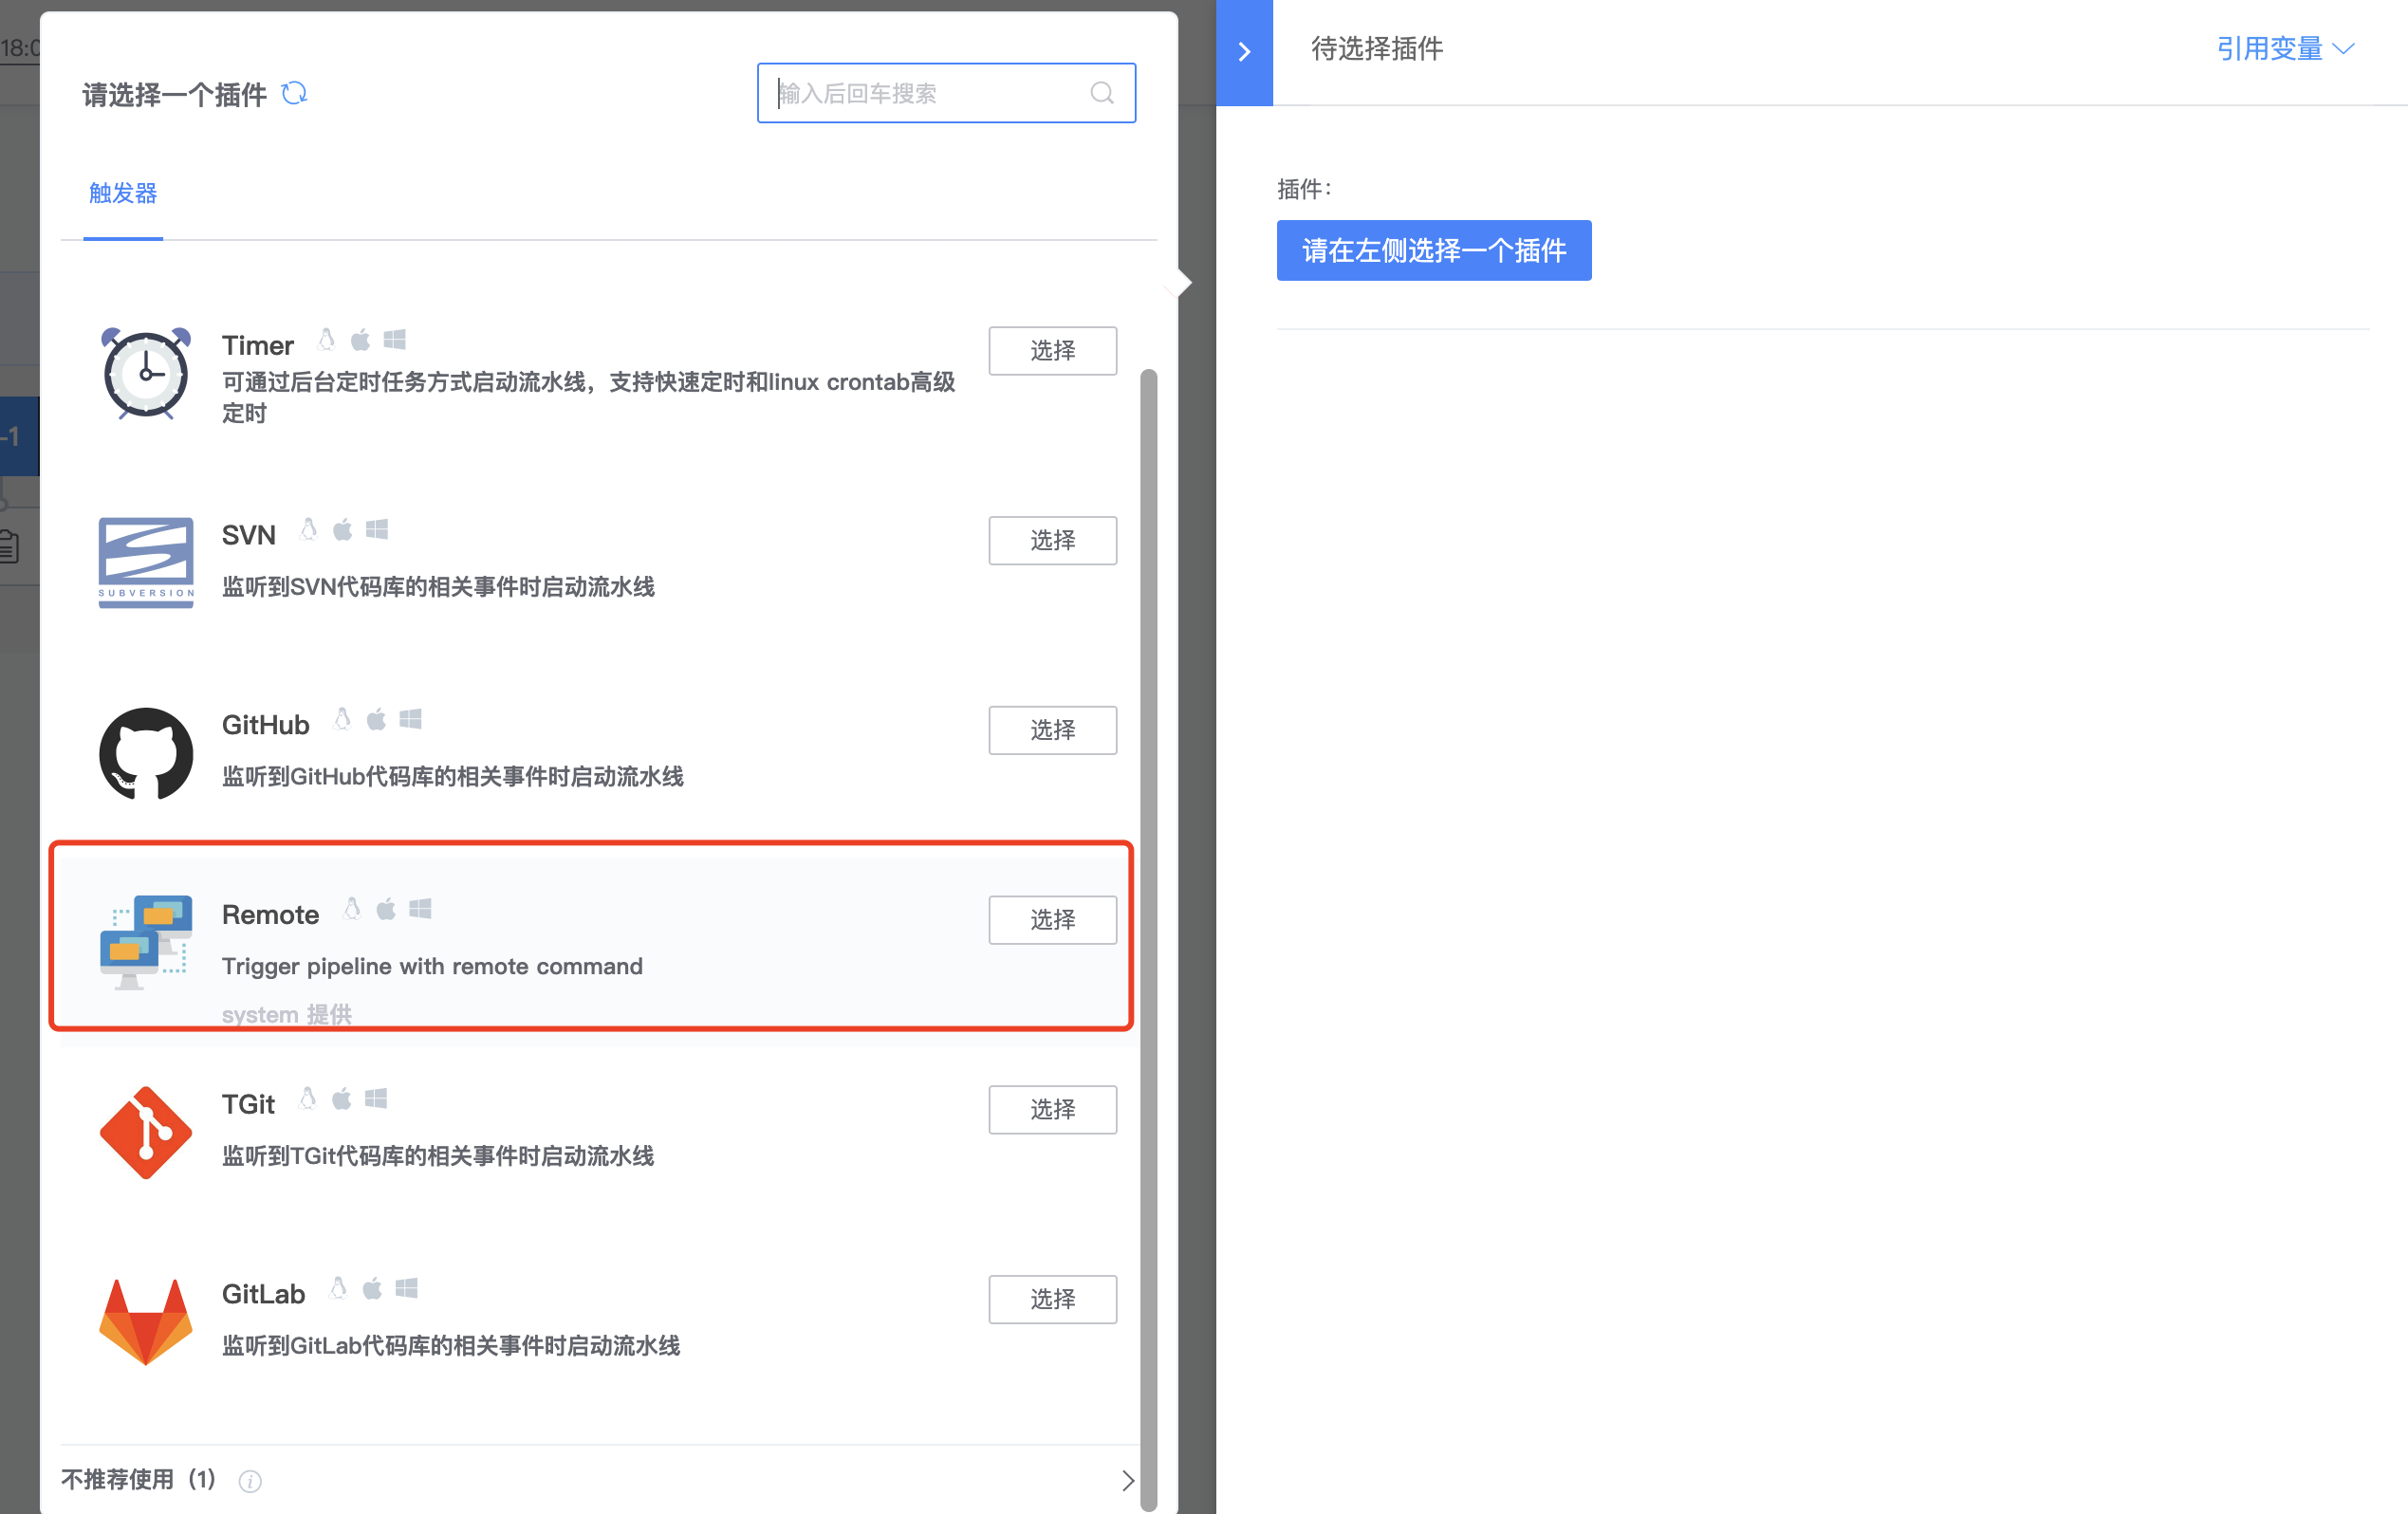 18:0
请选择一个插件
输入后回车搜索
触发器
Timer
选择
可通过后台定时任务方式启动流水线，支持快速定时和linux crontab高级
定时
-1
SVN
选择
SUBVERSION
监听到SVN代码库的相关事件时启动流水线
GitHub
选择
监听到GitHub代码库的相关事件时启动流水线
Remote
选择
Trigger pipeline with remote command
system 提供
TGit
选择
监听到TGit代码库的相关事件时启动流水线
GitLab
选择
监听到GitLab代码库的相关事件时启动流水线
不推荐使用（1）
待选择插件
引用变量
插件：
请在左侧选择一个插件